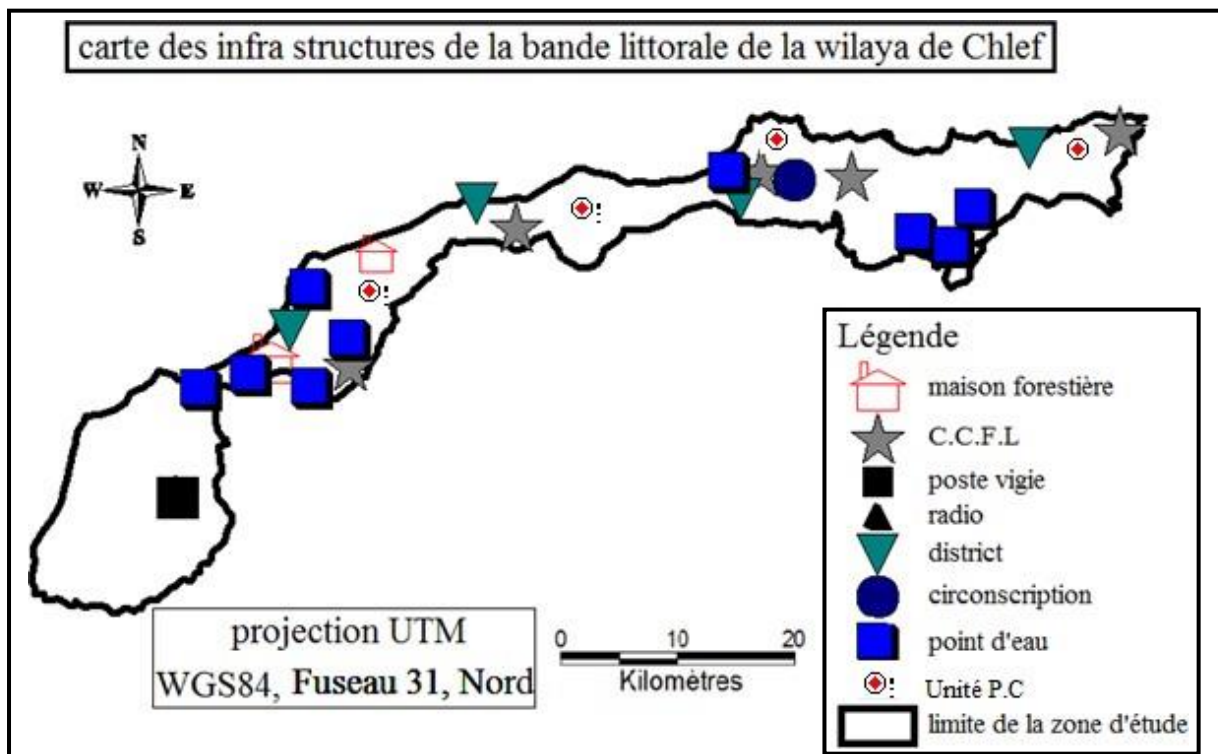 carte des infra structures de la bande littorale de la wilaya de Chlef
N
W E
S
Légende
maison forestière
C.C.F.L
poste vigie
radio
district
circonscription
point d'eau
Unité P.C
limite de la zone d'étude
projection UTM
WGS84, Fuseau 31, Nord
0 10 20
Kilomètres